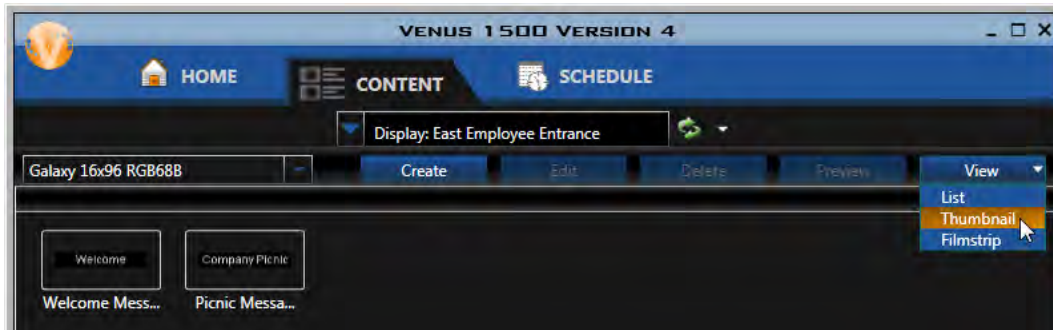 VENUS 1500 VERSION 4
HOME
CONTENT
SCHEDULE
Display: East Employee Entrance
Galaxy 16x96 RGB68B
Create
Edit
Delete
Preview
View
List
Thumbnail
Filmstrip
Welcome
Company Picnic
Welcome Mess...
Picnic Messa...